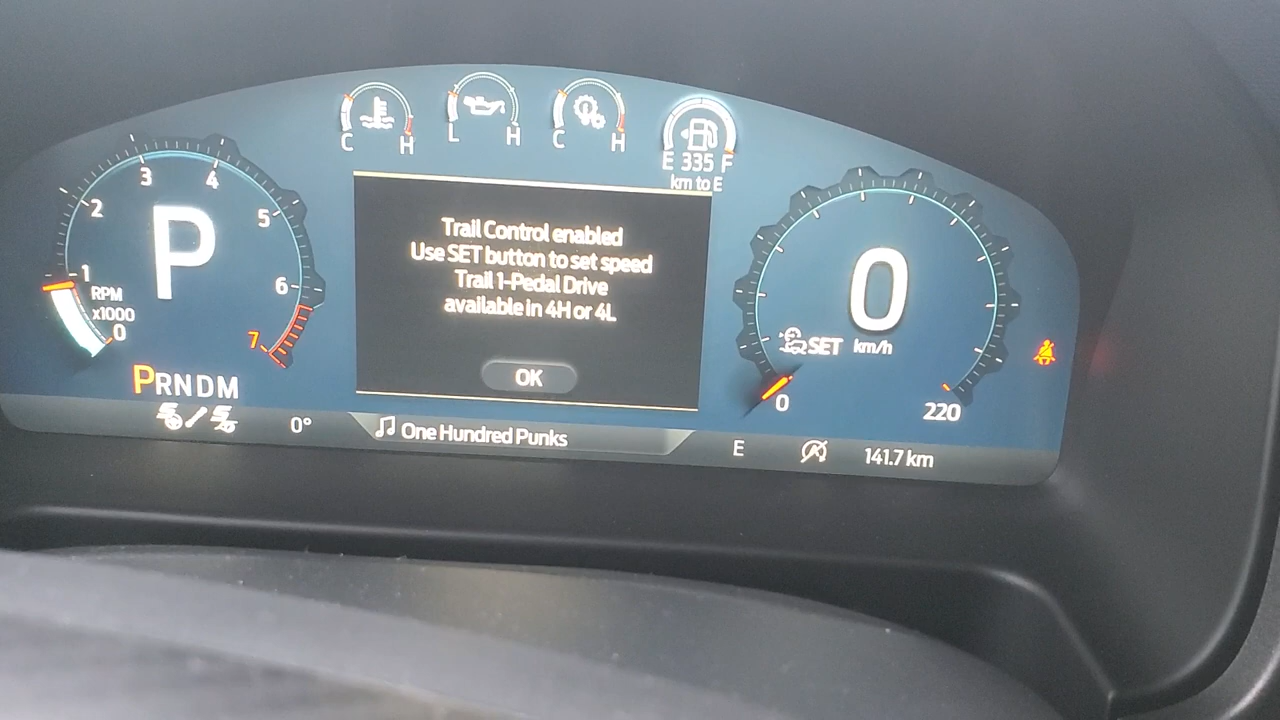 C H
L H
C H
E 335 F
km to E
1 2 3 4 5 6 7
P
RPM
x1000
0
PRNDM
0°
Trail Control enabled
Use SET button to set speed
Trail 1-Pedal Drive
available in 4H or 4L
OK
One Hundred Punks
0
SET km/h
0 220
E
141.7 km